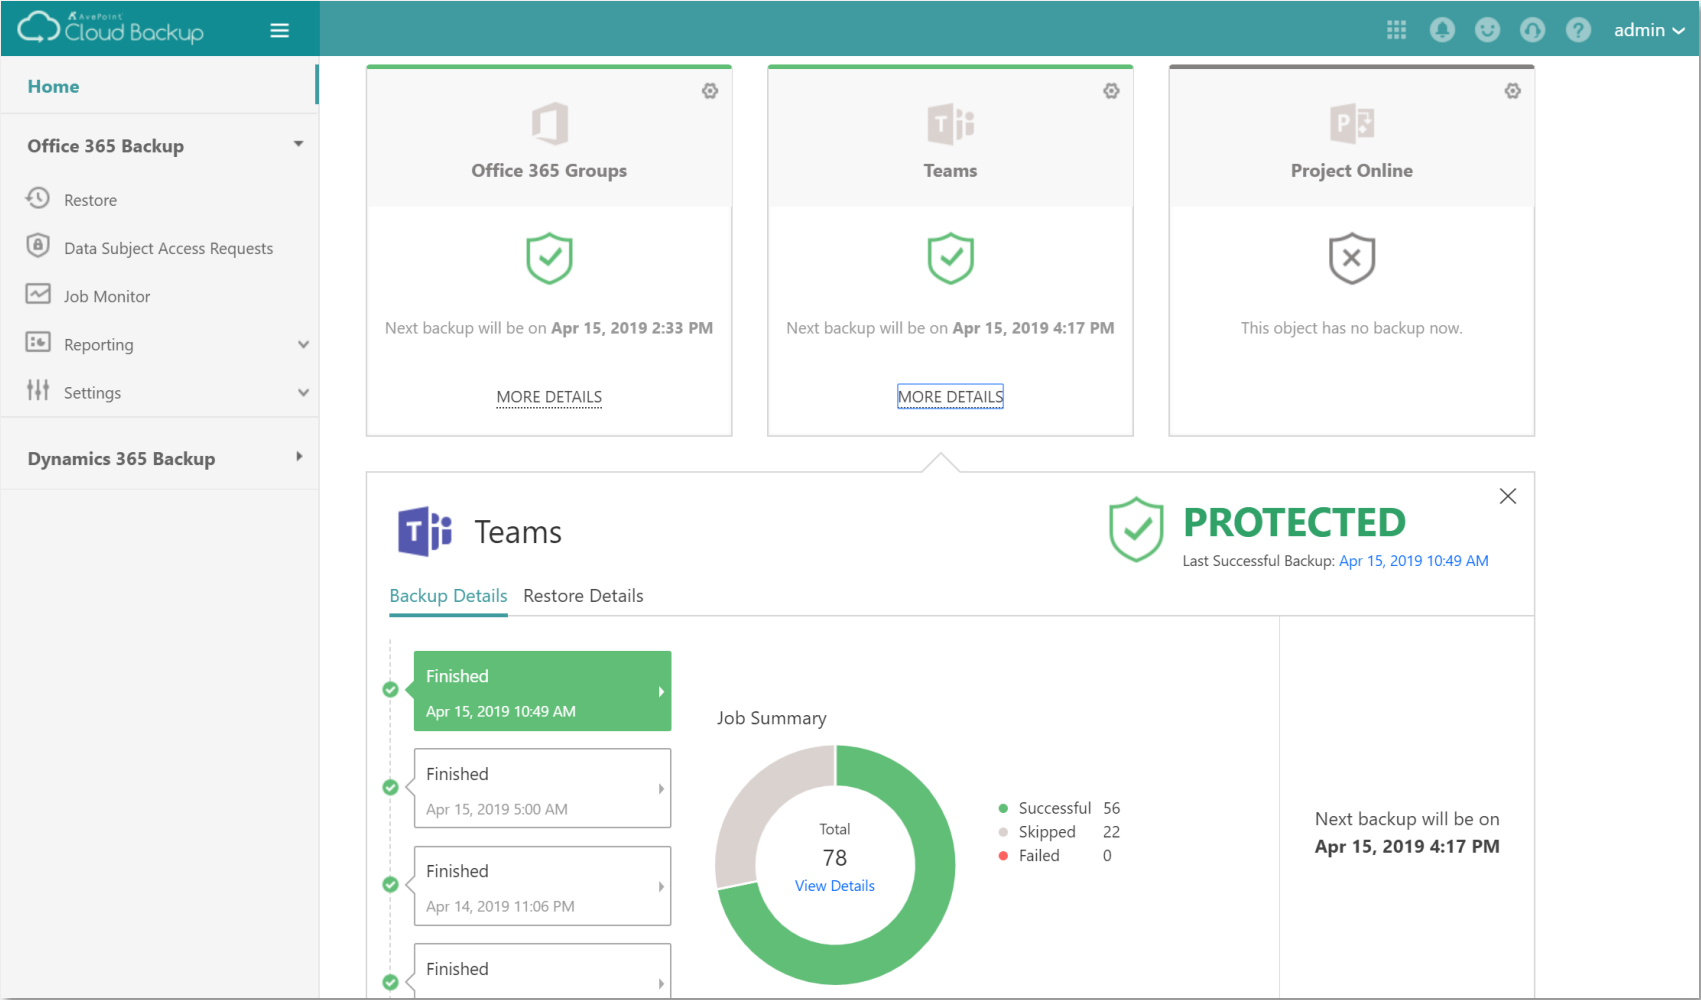 AvePoint
Cloud Backup
admin
Home
Office 365 Backup
Restore
Data Subject Access Requests
Job Monitor
Reporting
Settings
Dynamics 365 Backup
Office 365 Groups
Next backup will be on Apr 15, 2019 2:33 PM
MORE DETAILS
Teams
Next backup will be on Apr 15, 2019 4:17 PM
MORE DETAILS
Project Online
This object has no backup now.
Teams
PROTECTED
Last Successful Backup: Apr 15, 2019 10:49 AM
Backup Details
Restore Details
Finished
Apr 15, 2019 10:49 AM
Finished
Apr 15, 2019 5:00 AM
Finished
Apr 14, 2019 11:06 PM
Finished
Job Summary
Total
78
View Details
Successful 56
Skipped 22
Failed 0
Next backup will be on
Apr 15, 2019 4:17 PM